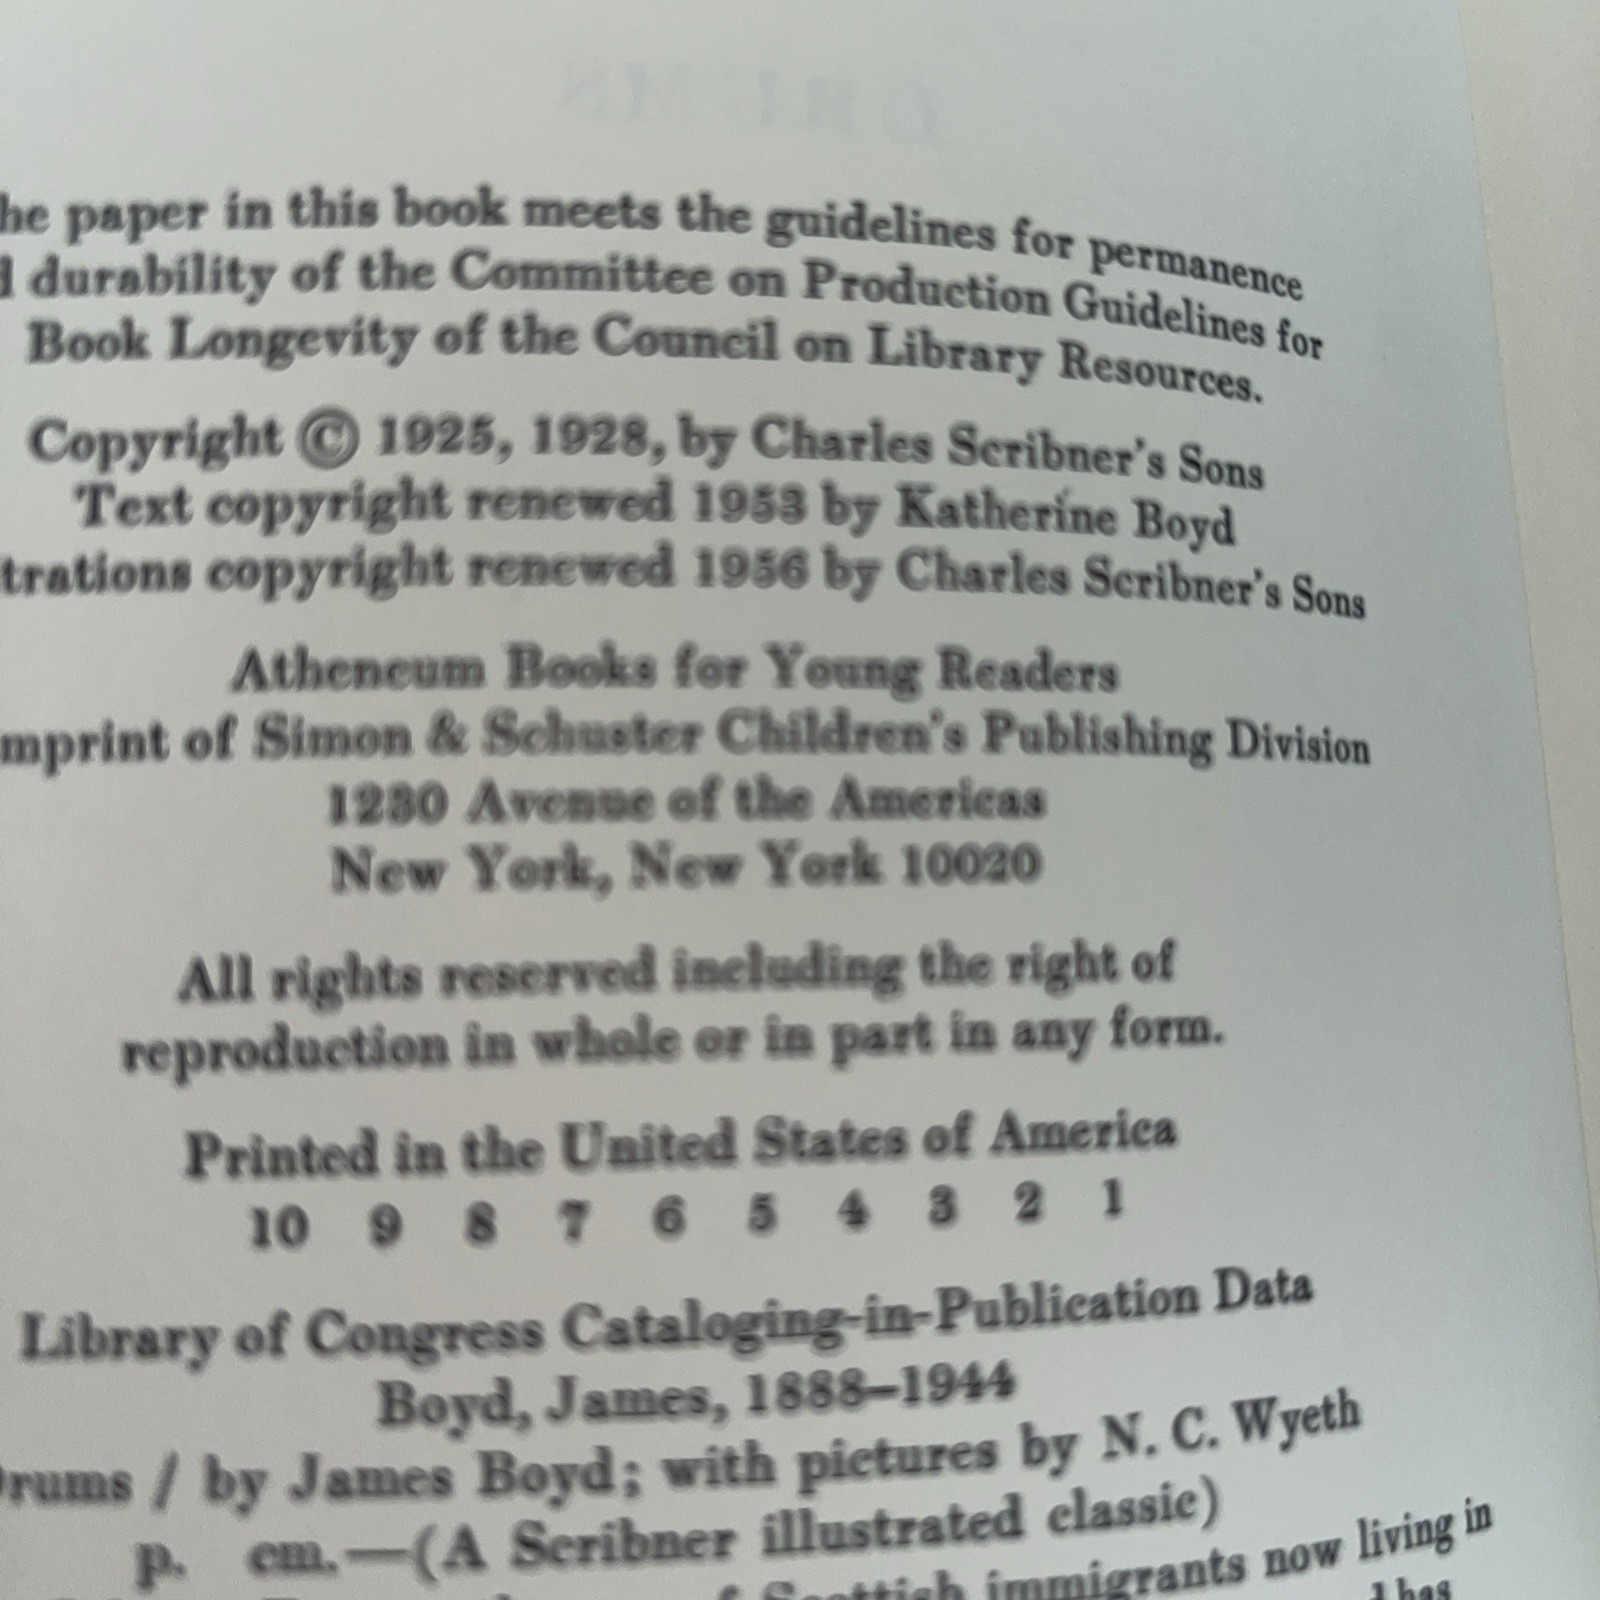 he paper in this book meets the guidelines for permanence
d durability of the Committee on Production Guidelines for
Book Longevity of the Council on Library Resources.
Copyright © 1925, 1928, by Charles Scribner's Sons
Text copyright renewed 1953 by Katherine Boyd
trations copyright renewed 1956 by Charles Scribner's Sons
Atheneum Books for Young Readers
mprint of Simon & Schuster Children's Publishing Division
1230 Avenue of the Americas
New York, New York 10020
All rights reserved including the right of
reproduction in whole or in part in any form.
Printed in the United States of America
10 9 8 7 6 5 4 3 2 1
Library of Congress Cataloging-in-Publication Data
Boyd, James, 1888–1944
Drums / by James Boyd; with pictures by N. C. Wyeth
p. cm.—(A Scribner illustrated classic)
Scottish immigrants now living in
has